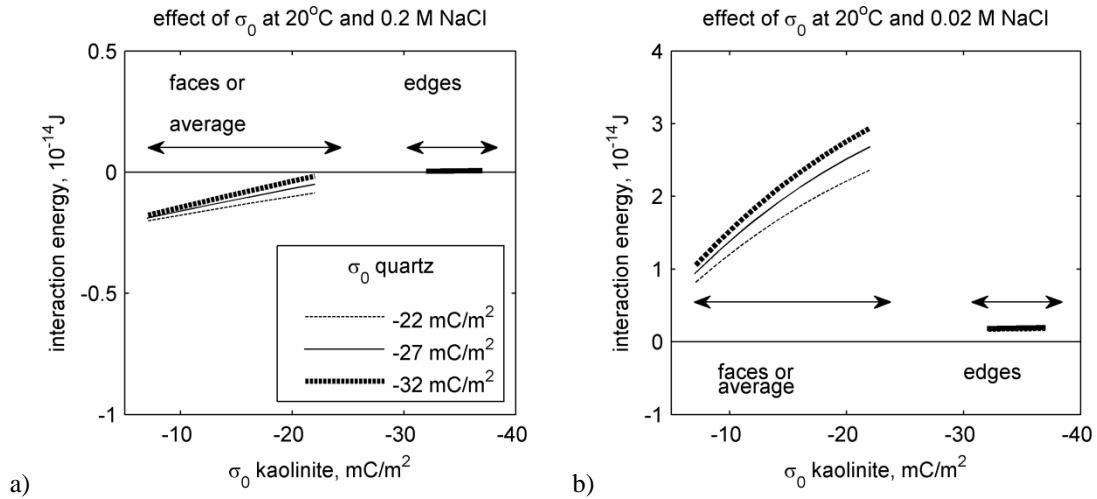 effect of σ0 at 20°C and 0.2 M NaCl
0.5
0
-0.5
-1
interaction energy, 10^-14 J
faces or
average
edges
σ0 quartz
-22 mC/m²
-27 mC/m²
-32 mC/m²
-10
-20
-30
-40
σ0 kaolinite, mC/m²
a)
effect of σ0 at 20°C and 0.02 M NaCl
4
3
2
1
0
-1
interaction energy, 10^-14 J
faces or
average
edges
-10
-20
-30
-40
σ0 kaolinite, mC/m²
b)